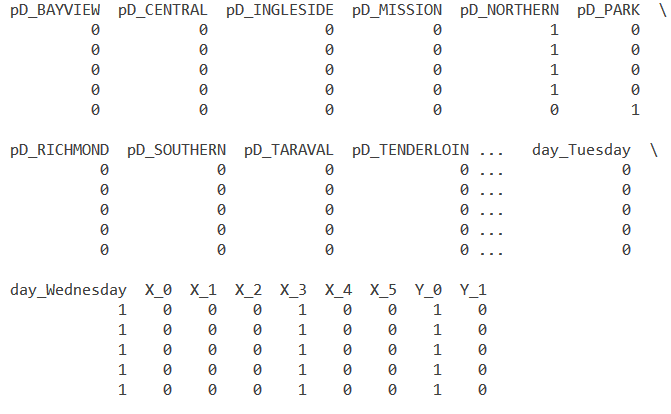 pD_BAYVIEW pD_CENTRAL pD_INGLESIDE pD_MISSION pD_NORTHERN pD_PARK \
0 0 0 0 1 0
0 0 0 0 1 0
0 0 0 0 1 0
0 0 0 0 1 0
0 0 0 0 0 1
pD_RICHMOND pD_SOUTHERN pD_TARAVAL pD_TENDERLOIN ... day_Tuesday \
0 0 0 0 ... 0
0 0 0 0 ... 0
0 0 0 0 ... 0
0 0 0 0 ... 0
0 0 0 0 ... 0
day_Wednesday X_0 X_1 X_2 X_3 X_4 X_5 Y_0 Y_1
1 0 0 0 1 0 0 1 0
1 0 0 0 1 0 0 1 0
1 0 0 0 1 0 0 1 0
1 0 0 0 1 0 0 1 0
1 0 0 0 1 0 0 1 0